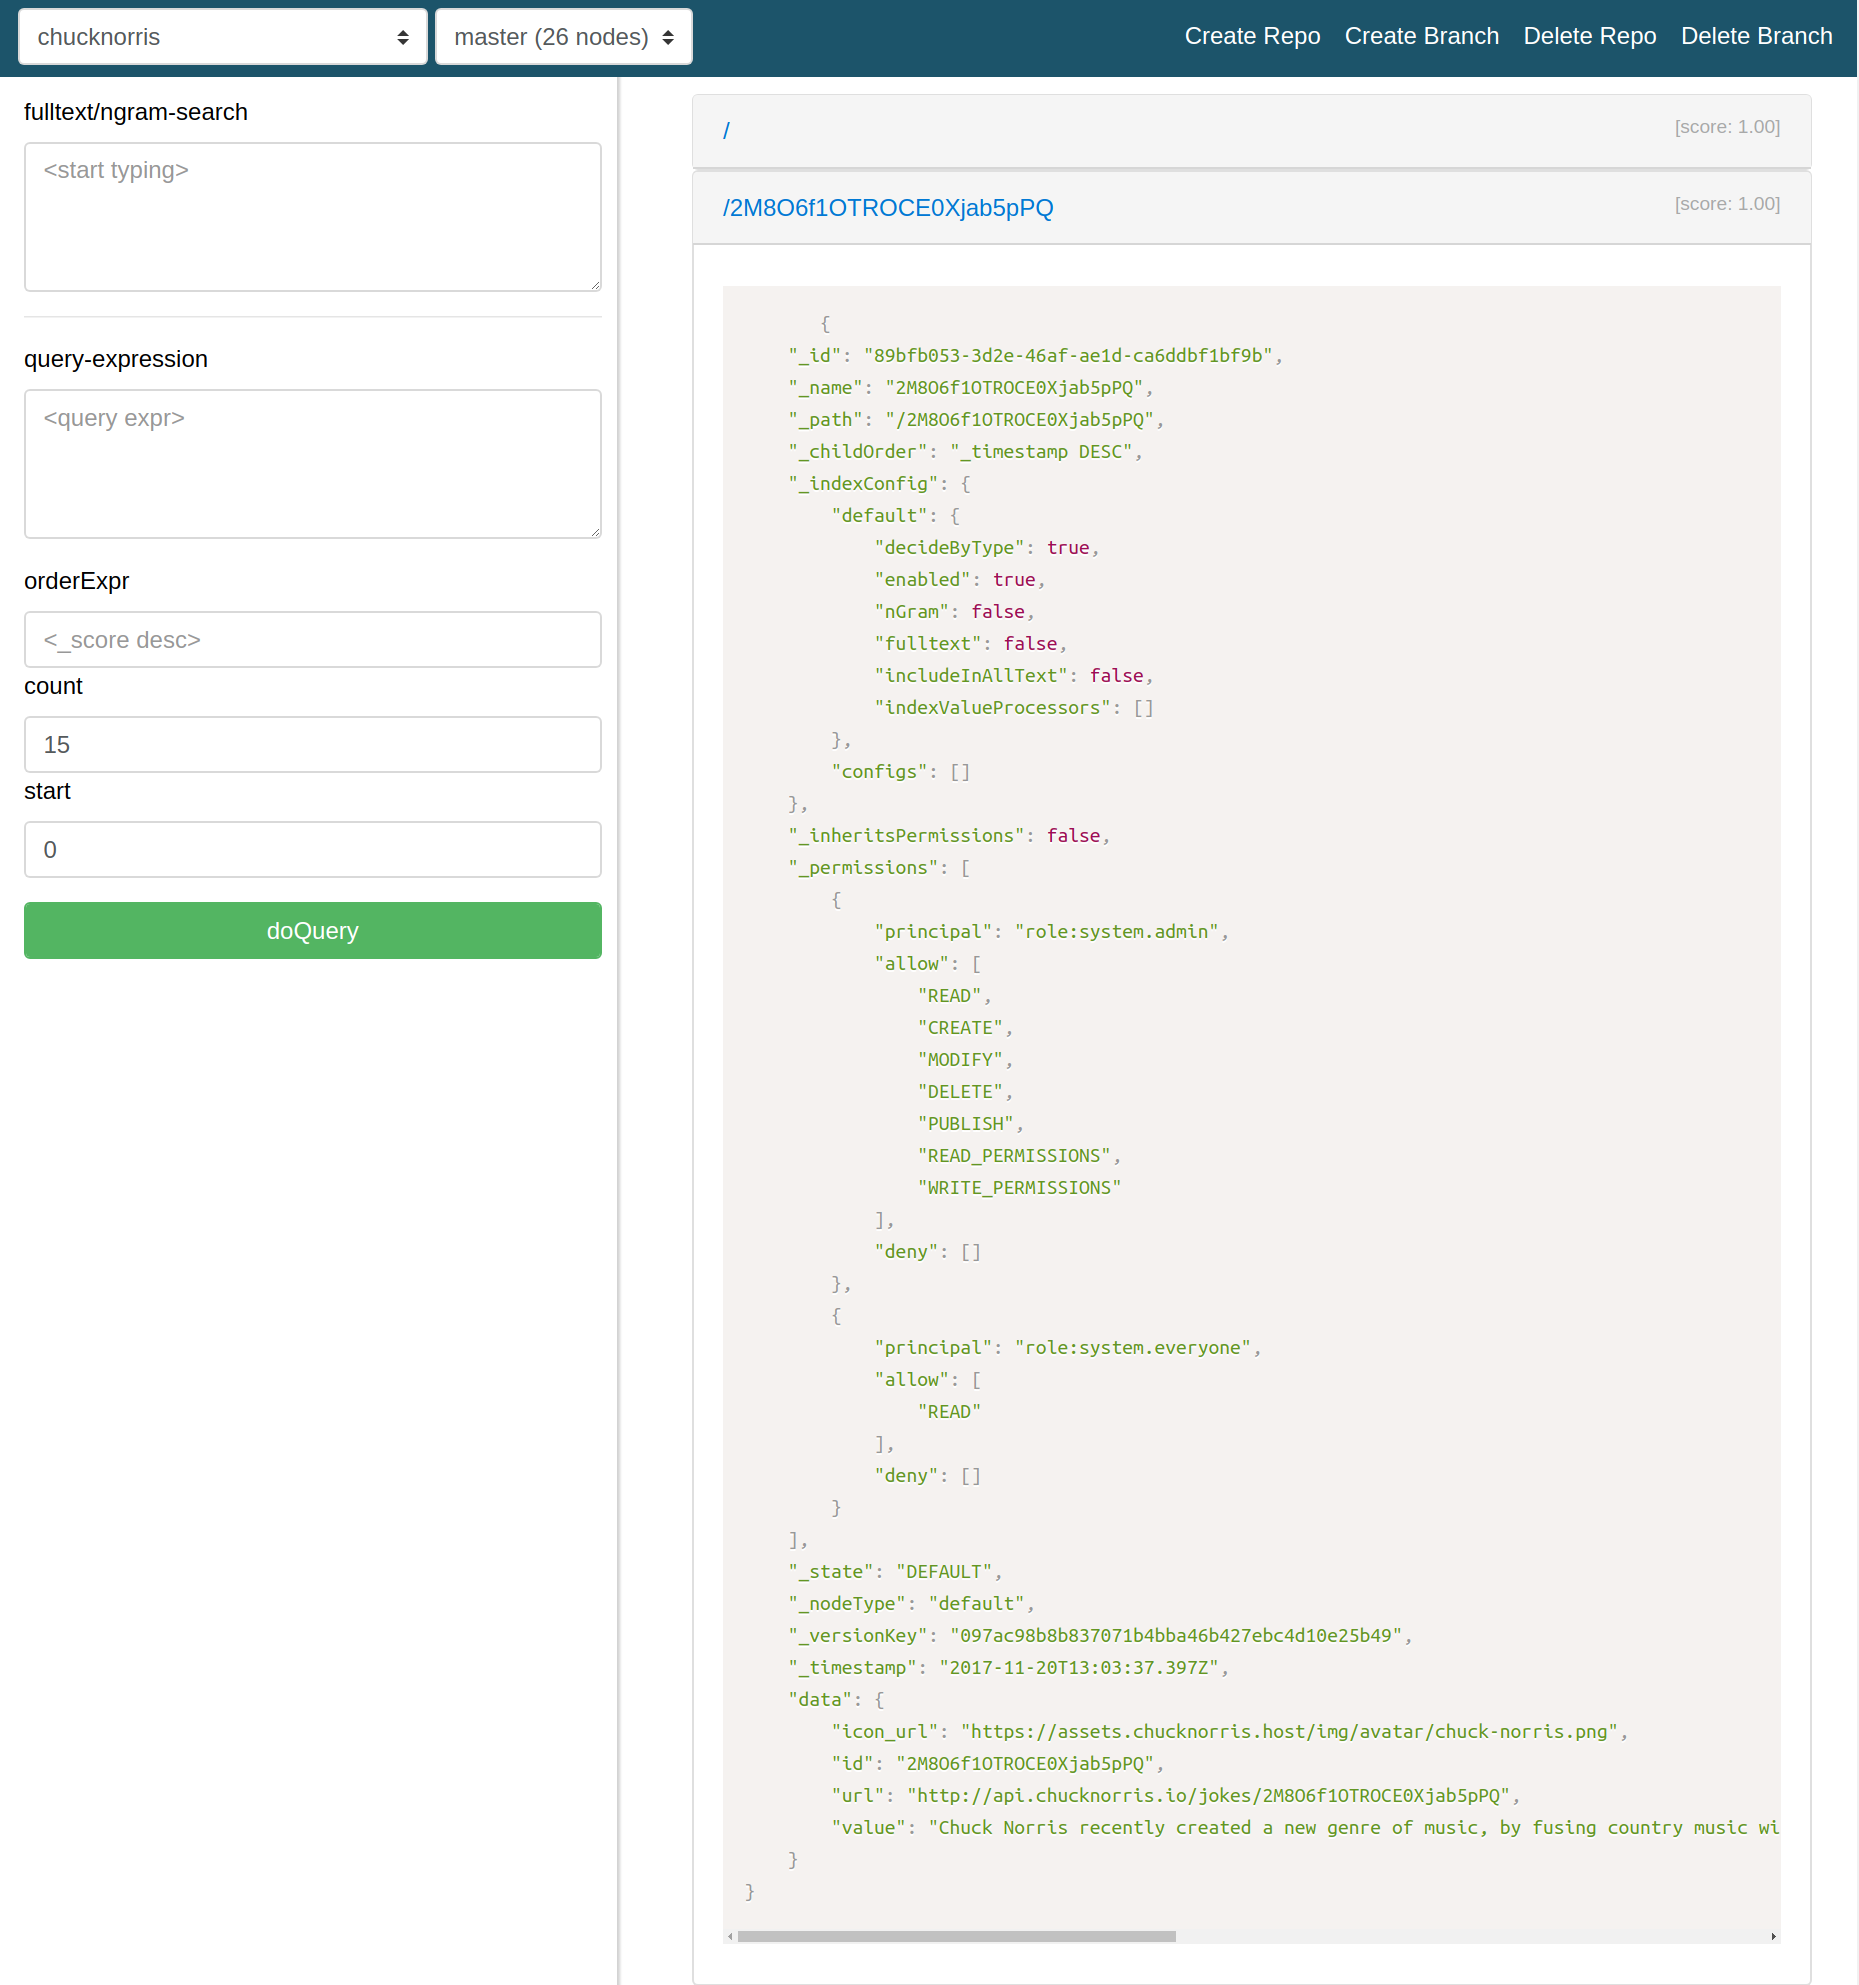 chucknorris master (26 nodes) Create Repo Create Branch Delete Repo Delete Branch
fulltext/ngram-search
<start typing>
query-expression
<query expr>
orderExpr
<_score desc>
count
15
start
0
doQuery
/ [score: 1.00]
/2M8O6f1OTROCE0Xjab5pPQ [score: 1.00]
{
"_id": "89bfb053-3d2e-46af-ae1d-ca6ddbf1bf9b",
"_name": "2M8O6f1OTROCE0Xjab5pPQ",
"_path": "/2M8O6f1OTROCE0Xjab5pPQ",
"_childOrder": "_timestamp DESC",
"_indexConfig": {
"default": {
"decideByType": true,
"enabled": true,
"nGram": false,
"fulltext": false,
"includeInAllText": false,
"indexValueProcessors": []
},
"configs": []
},
"_inheritsPermissions": false,
"_permissions": [
{
"principal": "role:system.admin",
"allow": [
"READ",
"CREATE",
"MODIFY",
"DELETE",
"PUBLISH",
"READ_PERMISSIONS",
"WRITE_PERMISSIONS"
],
"deny": []
},
{
"principal": "role:system.everyone",
"allow": [
"READ"
],
"deny": []
}
],
"_state": "DEFAULT",
"_nodeType": "default",
"_versionKey": "097ac98b8b837071b4bba46b427ebc4d10e25b49",
"_timestamp": "2017-11-20T13:03:37.397Z",
"data": {
"icon_url": "https://assets.chucknorris.host/img/avatar/chuck-norris.png",
"id": "2M8O6f1OTROCE0Xjab5pPQ",
"url": "http://api.chucknorris.io/jokes/2M8O6f1OTROCE0Xjab5pPQ",
"value": "Chuck Norris recently created a new genre of music, by fusing country music wi
}
}